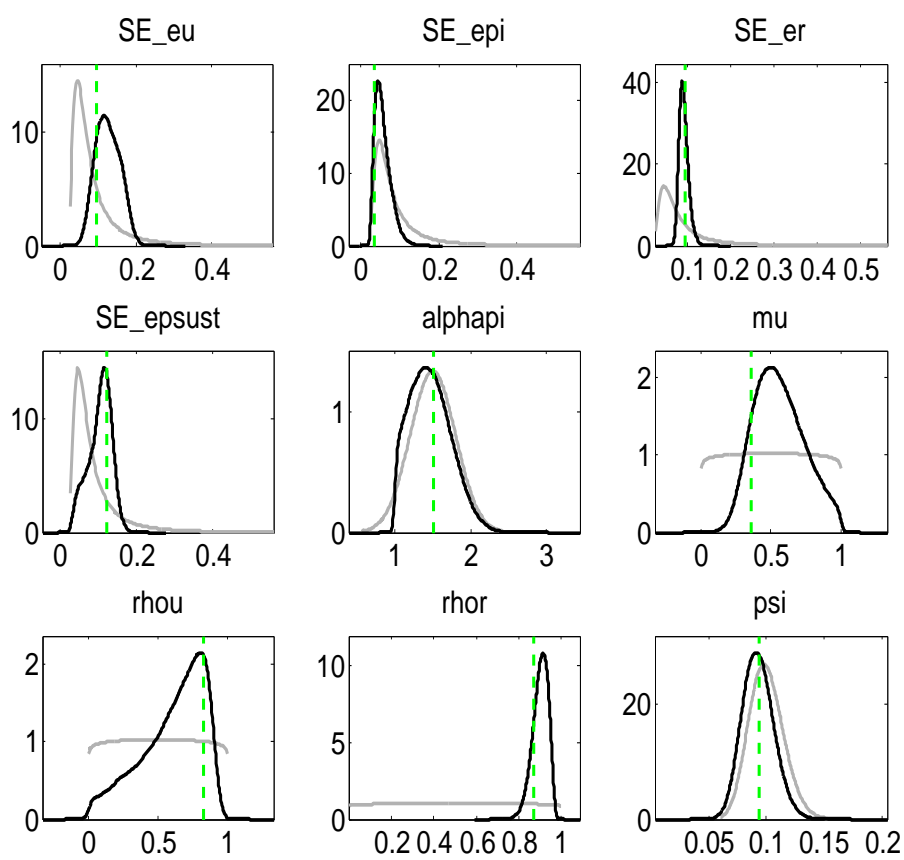 SE_eu SE_epi SE_er
10 0 20 10 0 40 20 0
0 0.2 0.4 0 0.2 0.4 0.1 0.2 0.3 0.4 0.5
SE_epsust alphapi mu
10 0 1 0 2 1 0
0 0.2 0.4 1 2 3 0 0.5 1
rhou rhor psi
2 1 0 10 5 0 20 0
0 0.5 1 0.2 0.4 0.6 0.8 1 0.05 0.1 0.15 0.2